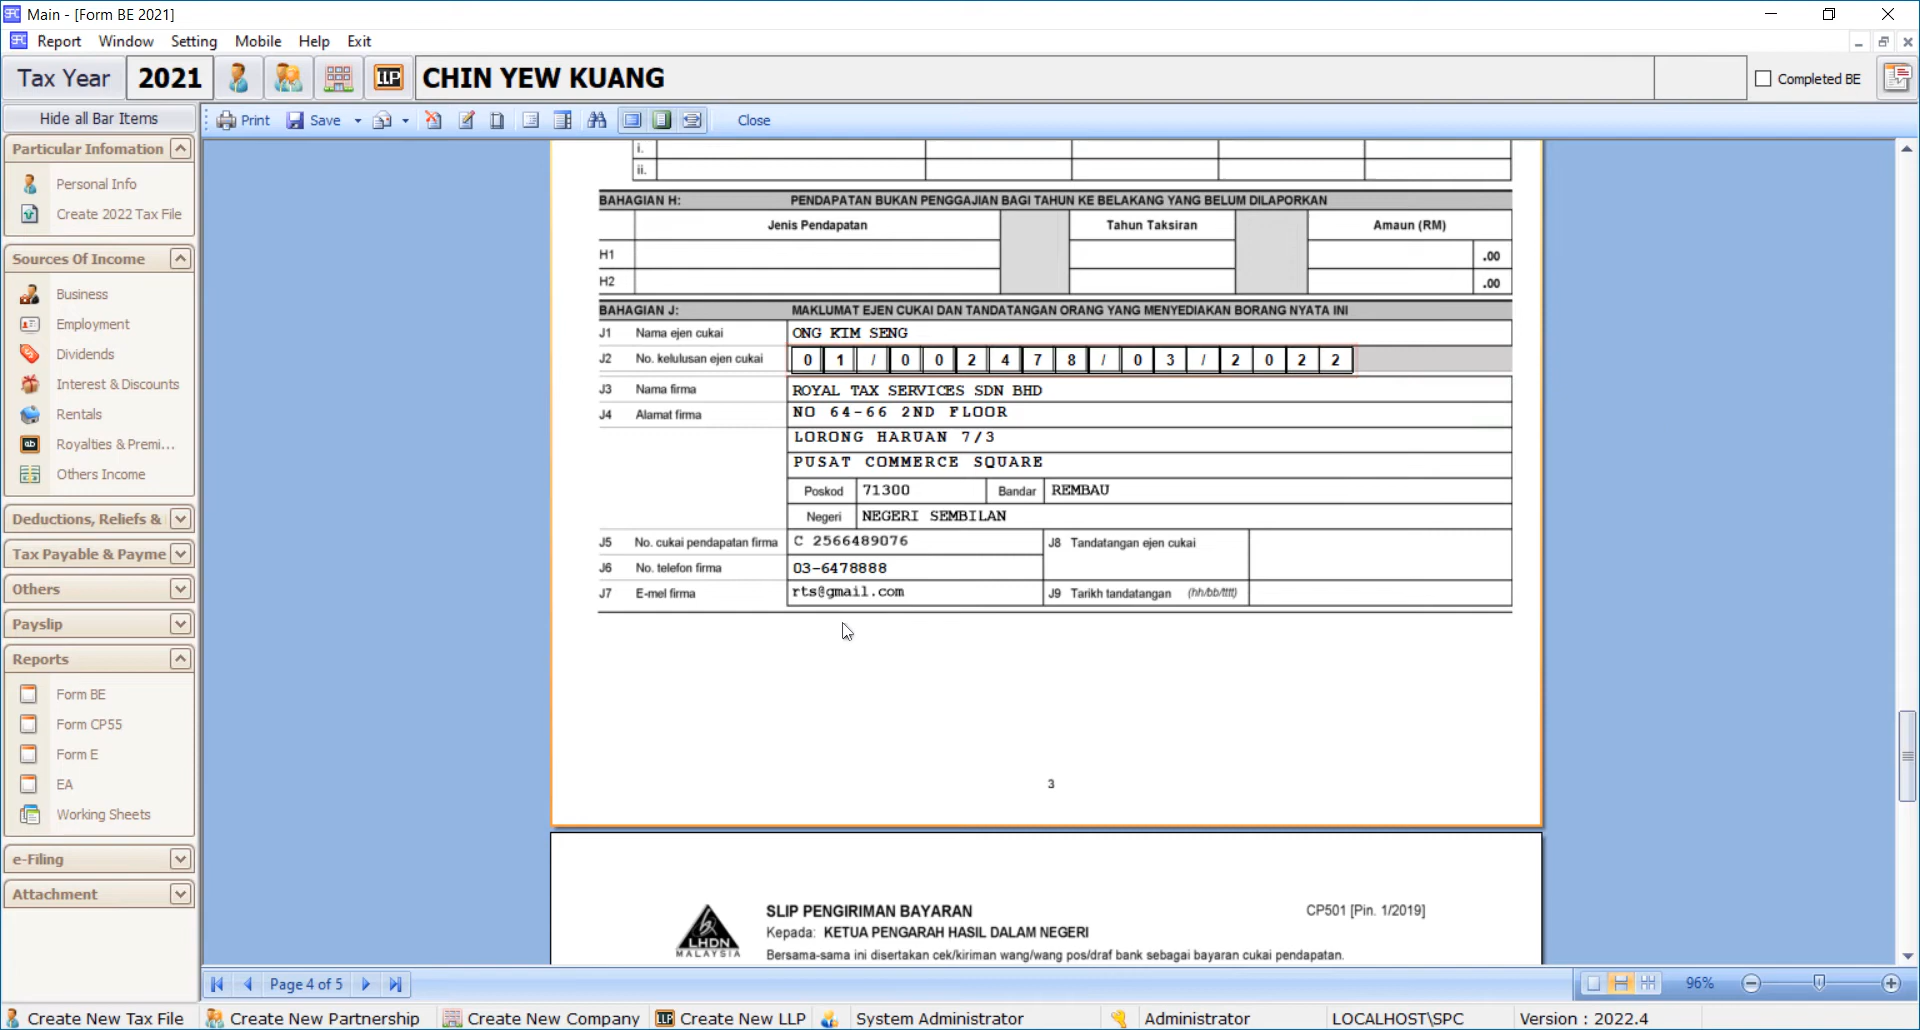 Main - [Form BE 2021]
Report Window Setting Mobile Help Exit
Tax Year 2021 LLP CHIN YEW KUANG Completed BE
Hide all Bar Items Print Save Close
Particular Infomation
Personal Info
Create 2022 Tax File
Sources Of Income
Business
Employment
Dividends
Interest & Discounts
Rentals
Royalties & Premi...
Others Income
Deductions, Reliefs &
Tax Payable & Payme
Others
Payslip
Reports
Form BE
Form CP55
Form E
EA
Working Sheets
e-Filing
Attachment
i.
ii.
BAHAGIAN H: PENDAPATAN BUKAN PENGGAJIAN BAGI TAHUN KE BELAKANG YANG BELUM DILAPORKAN
Jenis Pendapatan Tahun Taksiran Amaun (RM)
H1 .00
H2 .00
BAHAGIAN J: MAKLUMAT EJEN CUKAI DAN TANDATANGAN ORANG YANG MENYEDIAKAN BORANG NYATA INI
J1 Nama ejen cukai ONG KIM SENG
J2 No. kelulusan ejen cukai 0 1 / 0 0 2 4 7 8 / 0 3 / 2 0 2 2
J3 Nama firma ROYAL TAX SERVICES SDN BHD
J4 Alamat firma NO 64-66 2ND FLOOR
LORONG HARUAN 7/3
PUSAT COMMERCE SQUARE
Poskod 71300 Bandar REMBAU
Negeri NEGERI SEMBILAN
J5 No. cukai pendapatan firma C 2566489076 J8 Tandatangan ejen cukai
J6 No. telefon firma 03-6478888
J7 E-mel firma rts@gmail.com J9 Tarikh tandatangan (hh/bb/tttt)
3
LHDN
MALAYSIA
SLIP PENGIRIMAN BAYARAN CP501 [Pin. 1/2019]
Kepada: KETUA PENGARAH HASIL DALAM NEGERI
Bersama-sama ini disertakan cek/kiriman wang/wang pos/draf bank sebagai bayaran cukai pendapatan.
Page 4 of 5 96%
Create New Tax File Create New Partnership Create New Company LLP Create New LLP System Administrator Administrator LOCALHOST\SPC Version : 2022.4